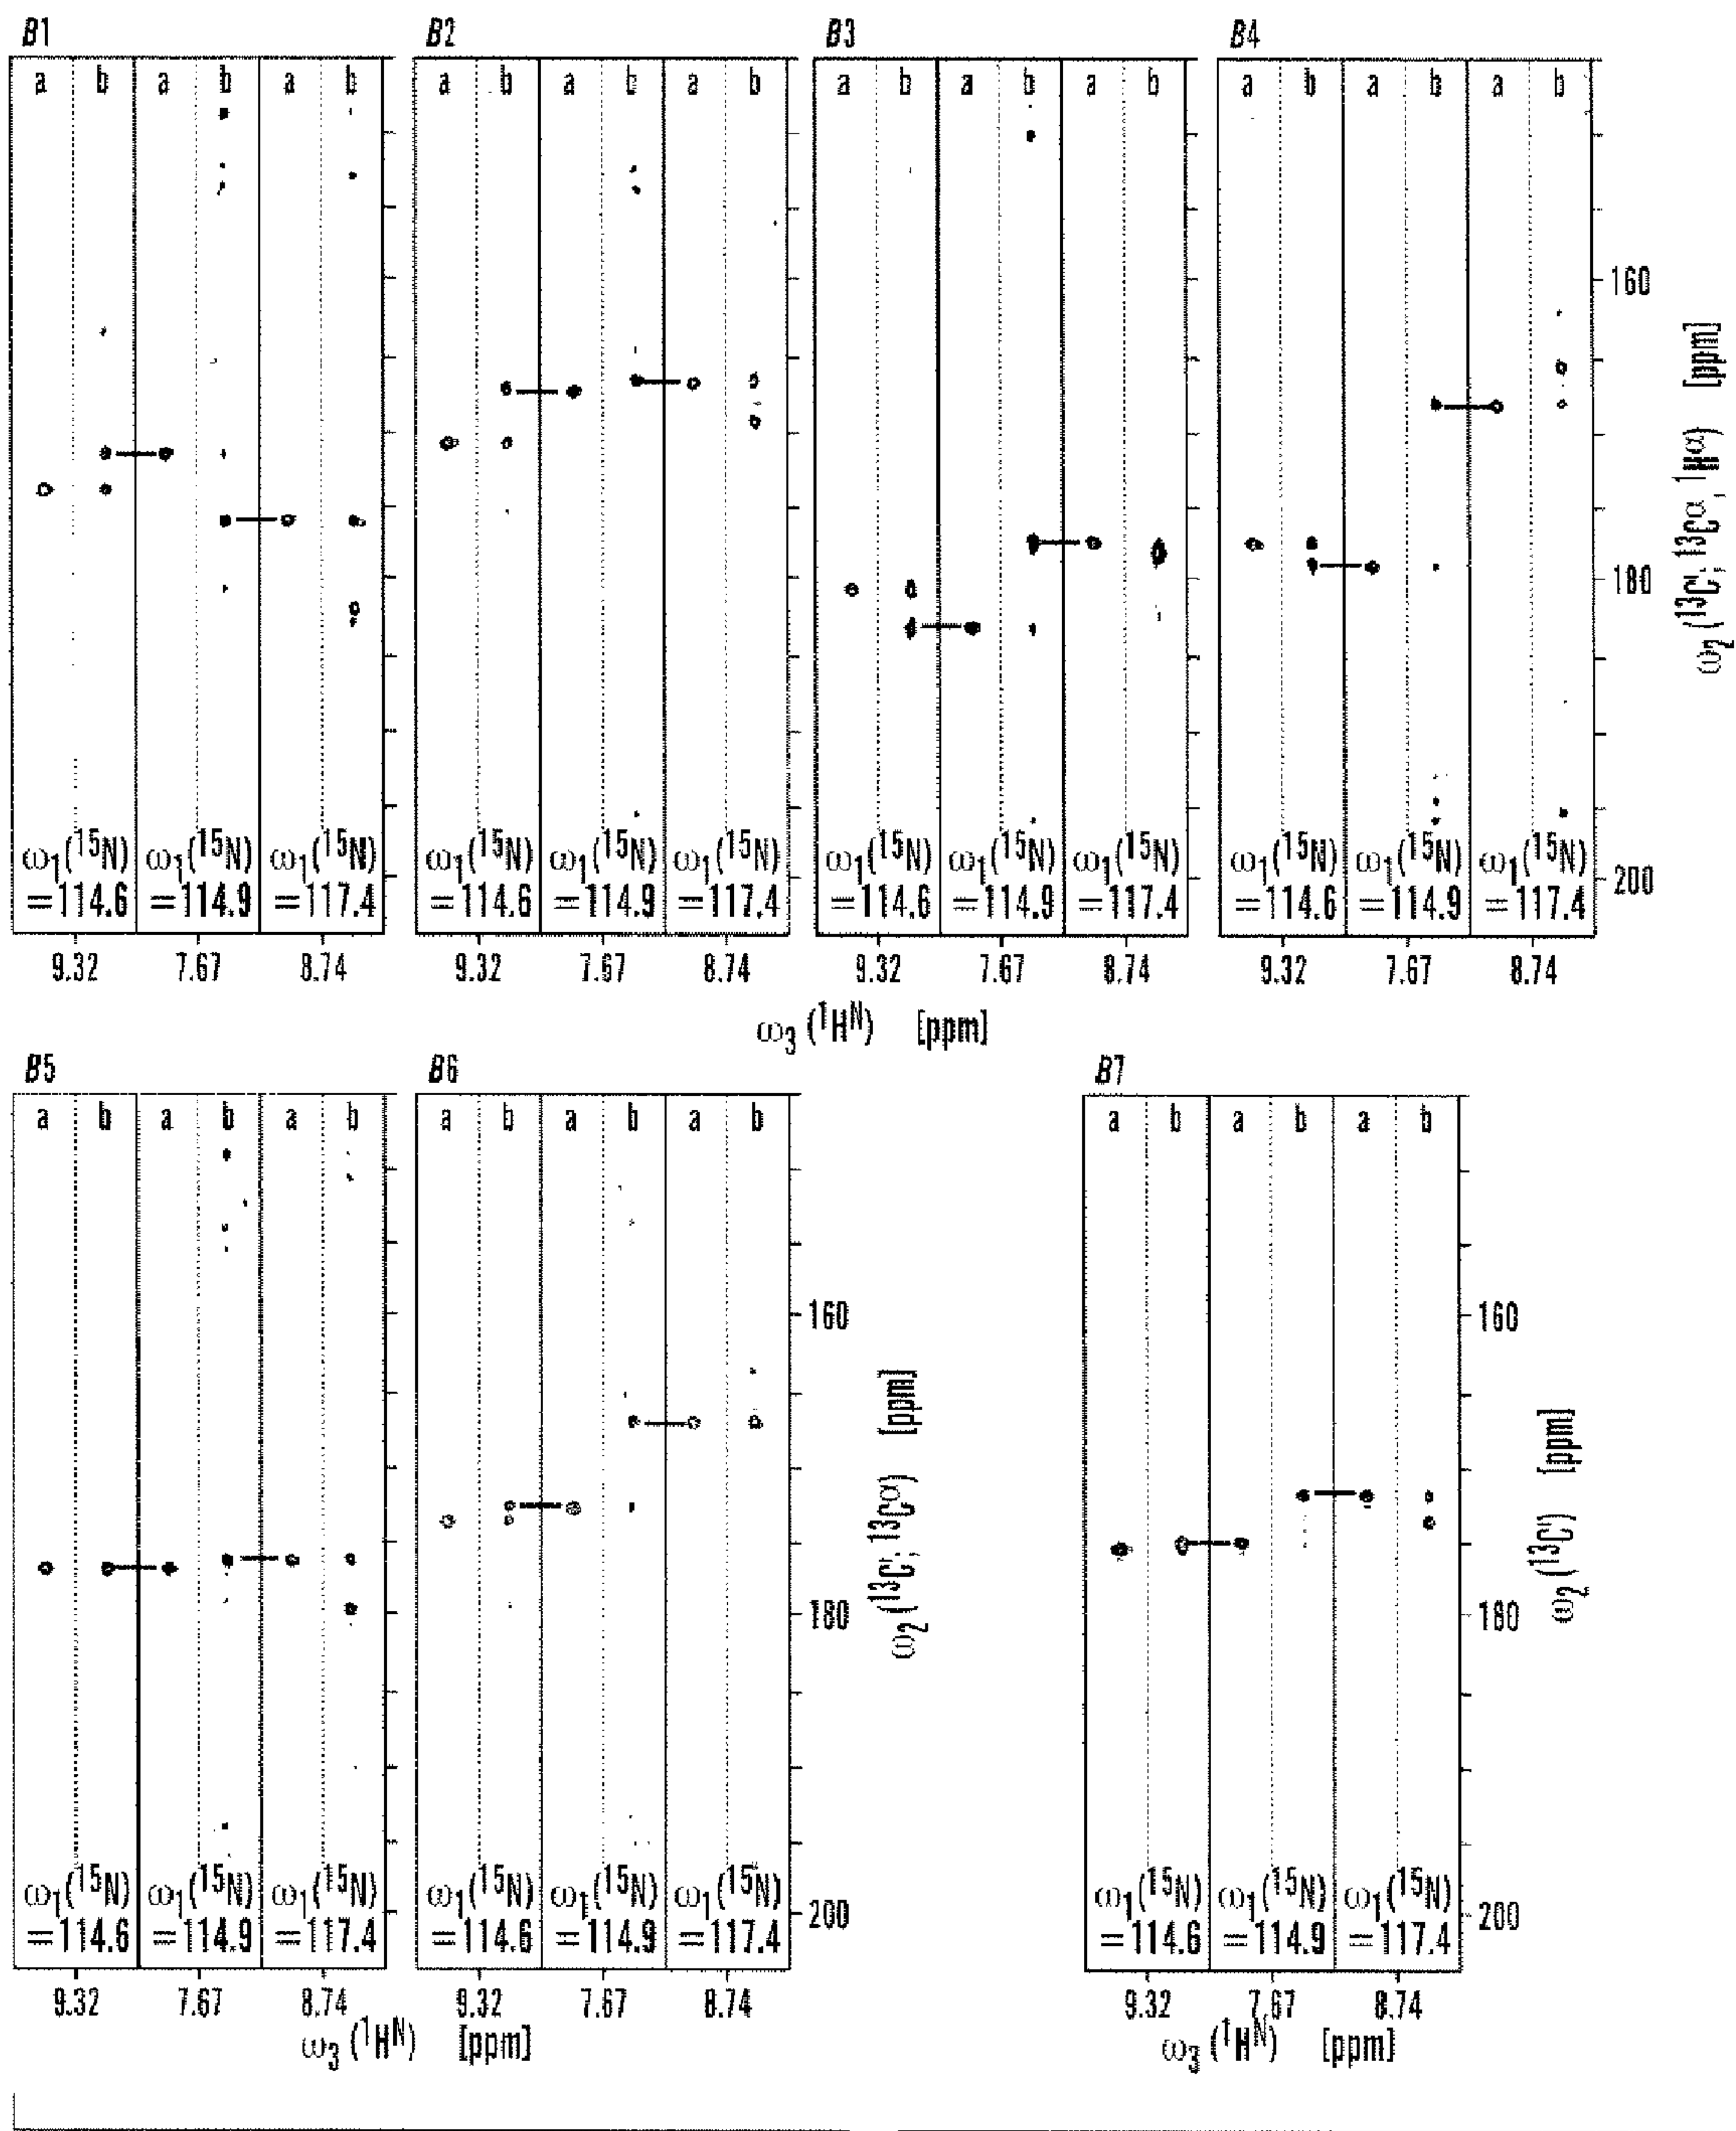 B1 B2 B3 B4
a b a b a b a b a b a b a b a b a b a b a b a b
160
180
200
ω2 (13C'; 13Cα, 1Hα) [ppm]
ω1(15N) ω1(15N) ω1(15N) ω1(15N) ω1(15N) ω1(15N) ω1(15N) ω1(15N) ω1(15N) ω1(15N) ω1(15N) ω1(15N)
=114.6 =114.9 =117.4 =114.6 =114.9 =117.4 =114.6 =114.9 =117.4 =114.6 =114.9 =117.4
9.32 7.67 8.74 9.32 7.67 8.74 9.32 7.67 8.74 9.32 7.67 8.74
ω3 (1HN) [ppm]
B5 B6 B7
a b a b a b a b a b a b a b a b a b
160 160
180 180
200 200
ω2 (13C'; 13Cα) [ppm]
ω2 (13C') [ppm]
ω1(15N) ω1(15N) ω1(15N) ω1(15N) ω1(15N) ω1(15N) ω1(15N) ω1(15N) ω1(15N)
=114.6 =114.9 =117.4 =114.6 =114.9 =117.4 =114.6 =114.9 =117.4
9.32 7.67 8.74 9.32 7.67 8.74 9.32 7.67 8.74
ω3 (1HN) [ppm] ω3 (1HN) [ppm]